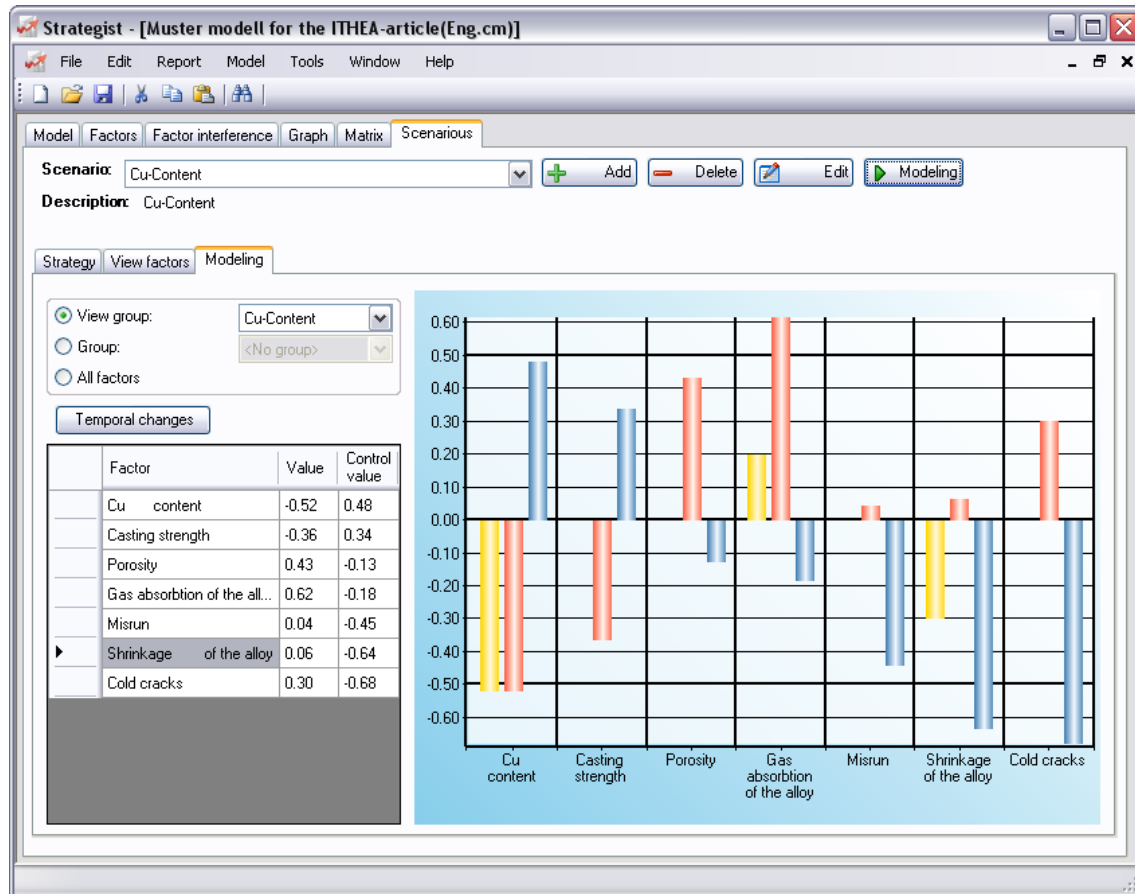 Strategist - [Muster modell for the ITHEA-article(Eng.cm)]
File Edit Report Model Tools Window Help
Model Factors Factor interference Graph Matrix Scenarious
Scenario: Cu-Content Add Delete Edit Modeling
Description: Cu-Content
Strategy View factors Modeling
View group: Cu-Content
Group: <No group>
All factors
Temporal changes
Factor Value Control value
Cu content -0.52 0.48
Casting strength -0.36 0.34
Porosity 0.43 -0.13
Gas absorbtion of the all... 0.62 -0.18
Misrun 0.04 -0.45
Shrinkage of the alloy 0.06 -0.64
Cold cracks 0.30 -0.68
0.60
0.50
0.40
0.30
0.20
0.10
0.00
-0.10
-0.20
-0.30
-0.40
-0.50
-0.60
Cu content
Casting strength
Porosity
Gas absorbtion of the alloy
Misrun
Shrinkage of the alloy
Cold cracks